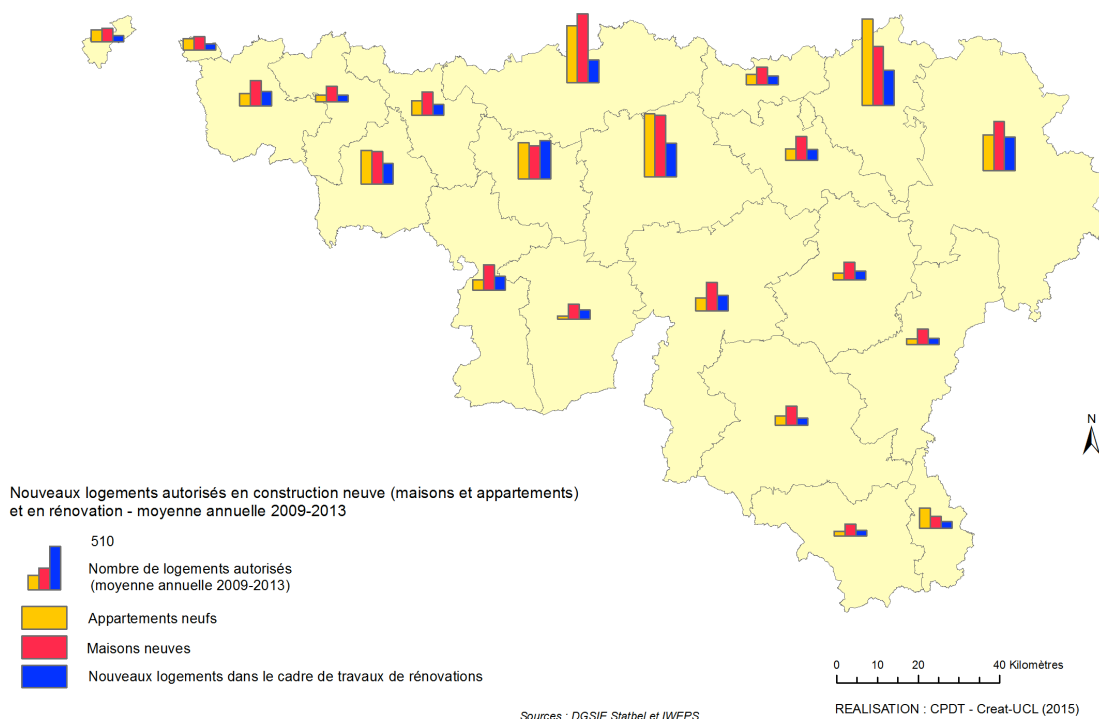 N
Nouveaux logements autorisés en construction neuve (maisons et appartements)
et en rénovation - moyenne annuelle 2009-2013
510
Nombre de logements autorisés
(moyenne annuelle 2009-2013)
Appartements neufs
Maisons neuves
Nouveaux logements dans le cadre de travaux de rénovations
0 10 20 40 Kilomètres
Sources : DGSIE Statbel et IWEPS
REALISATION : CPDT - Creat-UCL (2015)